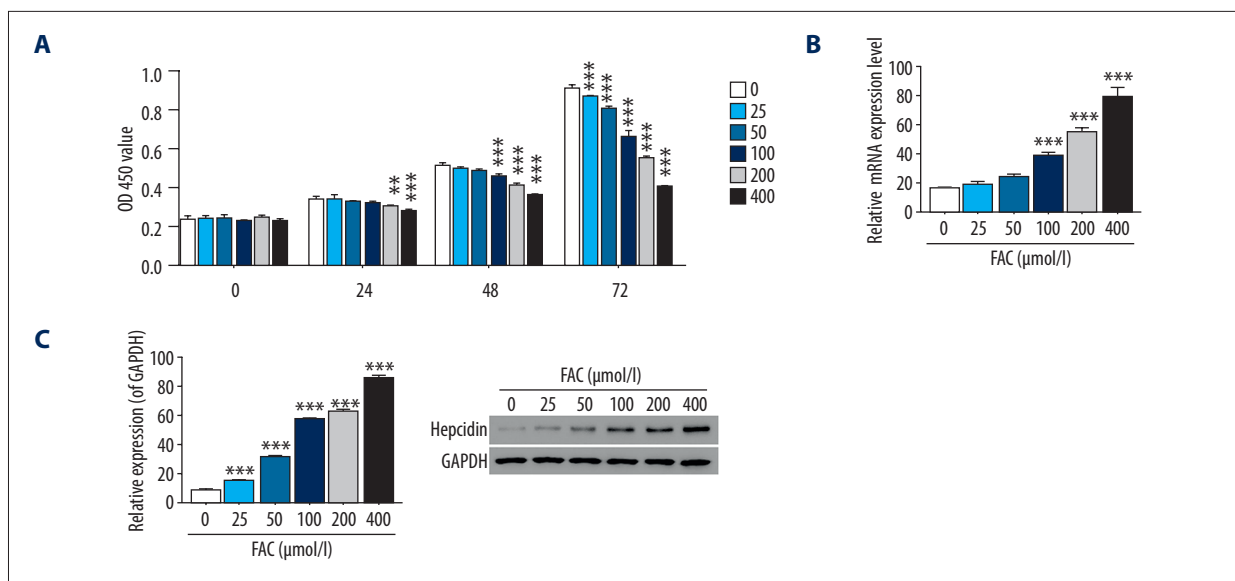 A
OD 450 value
1.0
0.8
0.6
0.4
0.2
0.0
** *** *** *** *** *** *** *** *** ***
0 24 48 72
0
25
50
100
200
400
B
Relative mRNA expression level
100
80
60
40
20
0
*** *** ***
0 25 50 100 200 400
FAC (µmol/l)
C
Relative expression (of GAPDH)
100
80
60
40
20
0
*** *** *** *** ***
0 25 50 100 200 400
FAC (µmol/l)
FAC (µmol/l)
0 25 50 100 200 400
Hepcidin
GAPDH